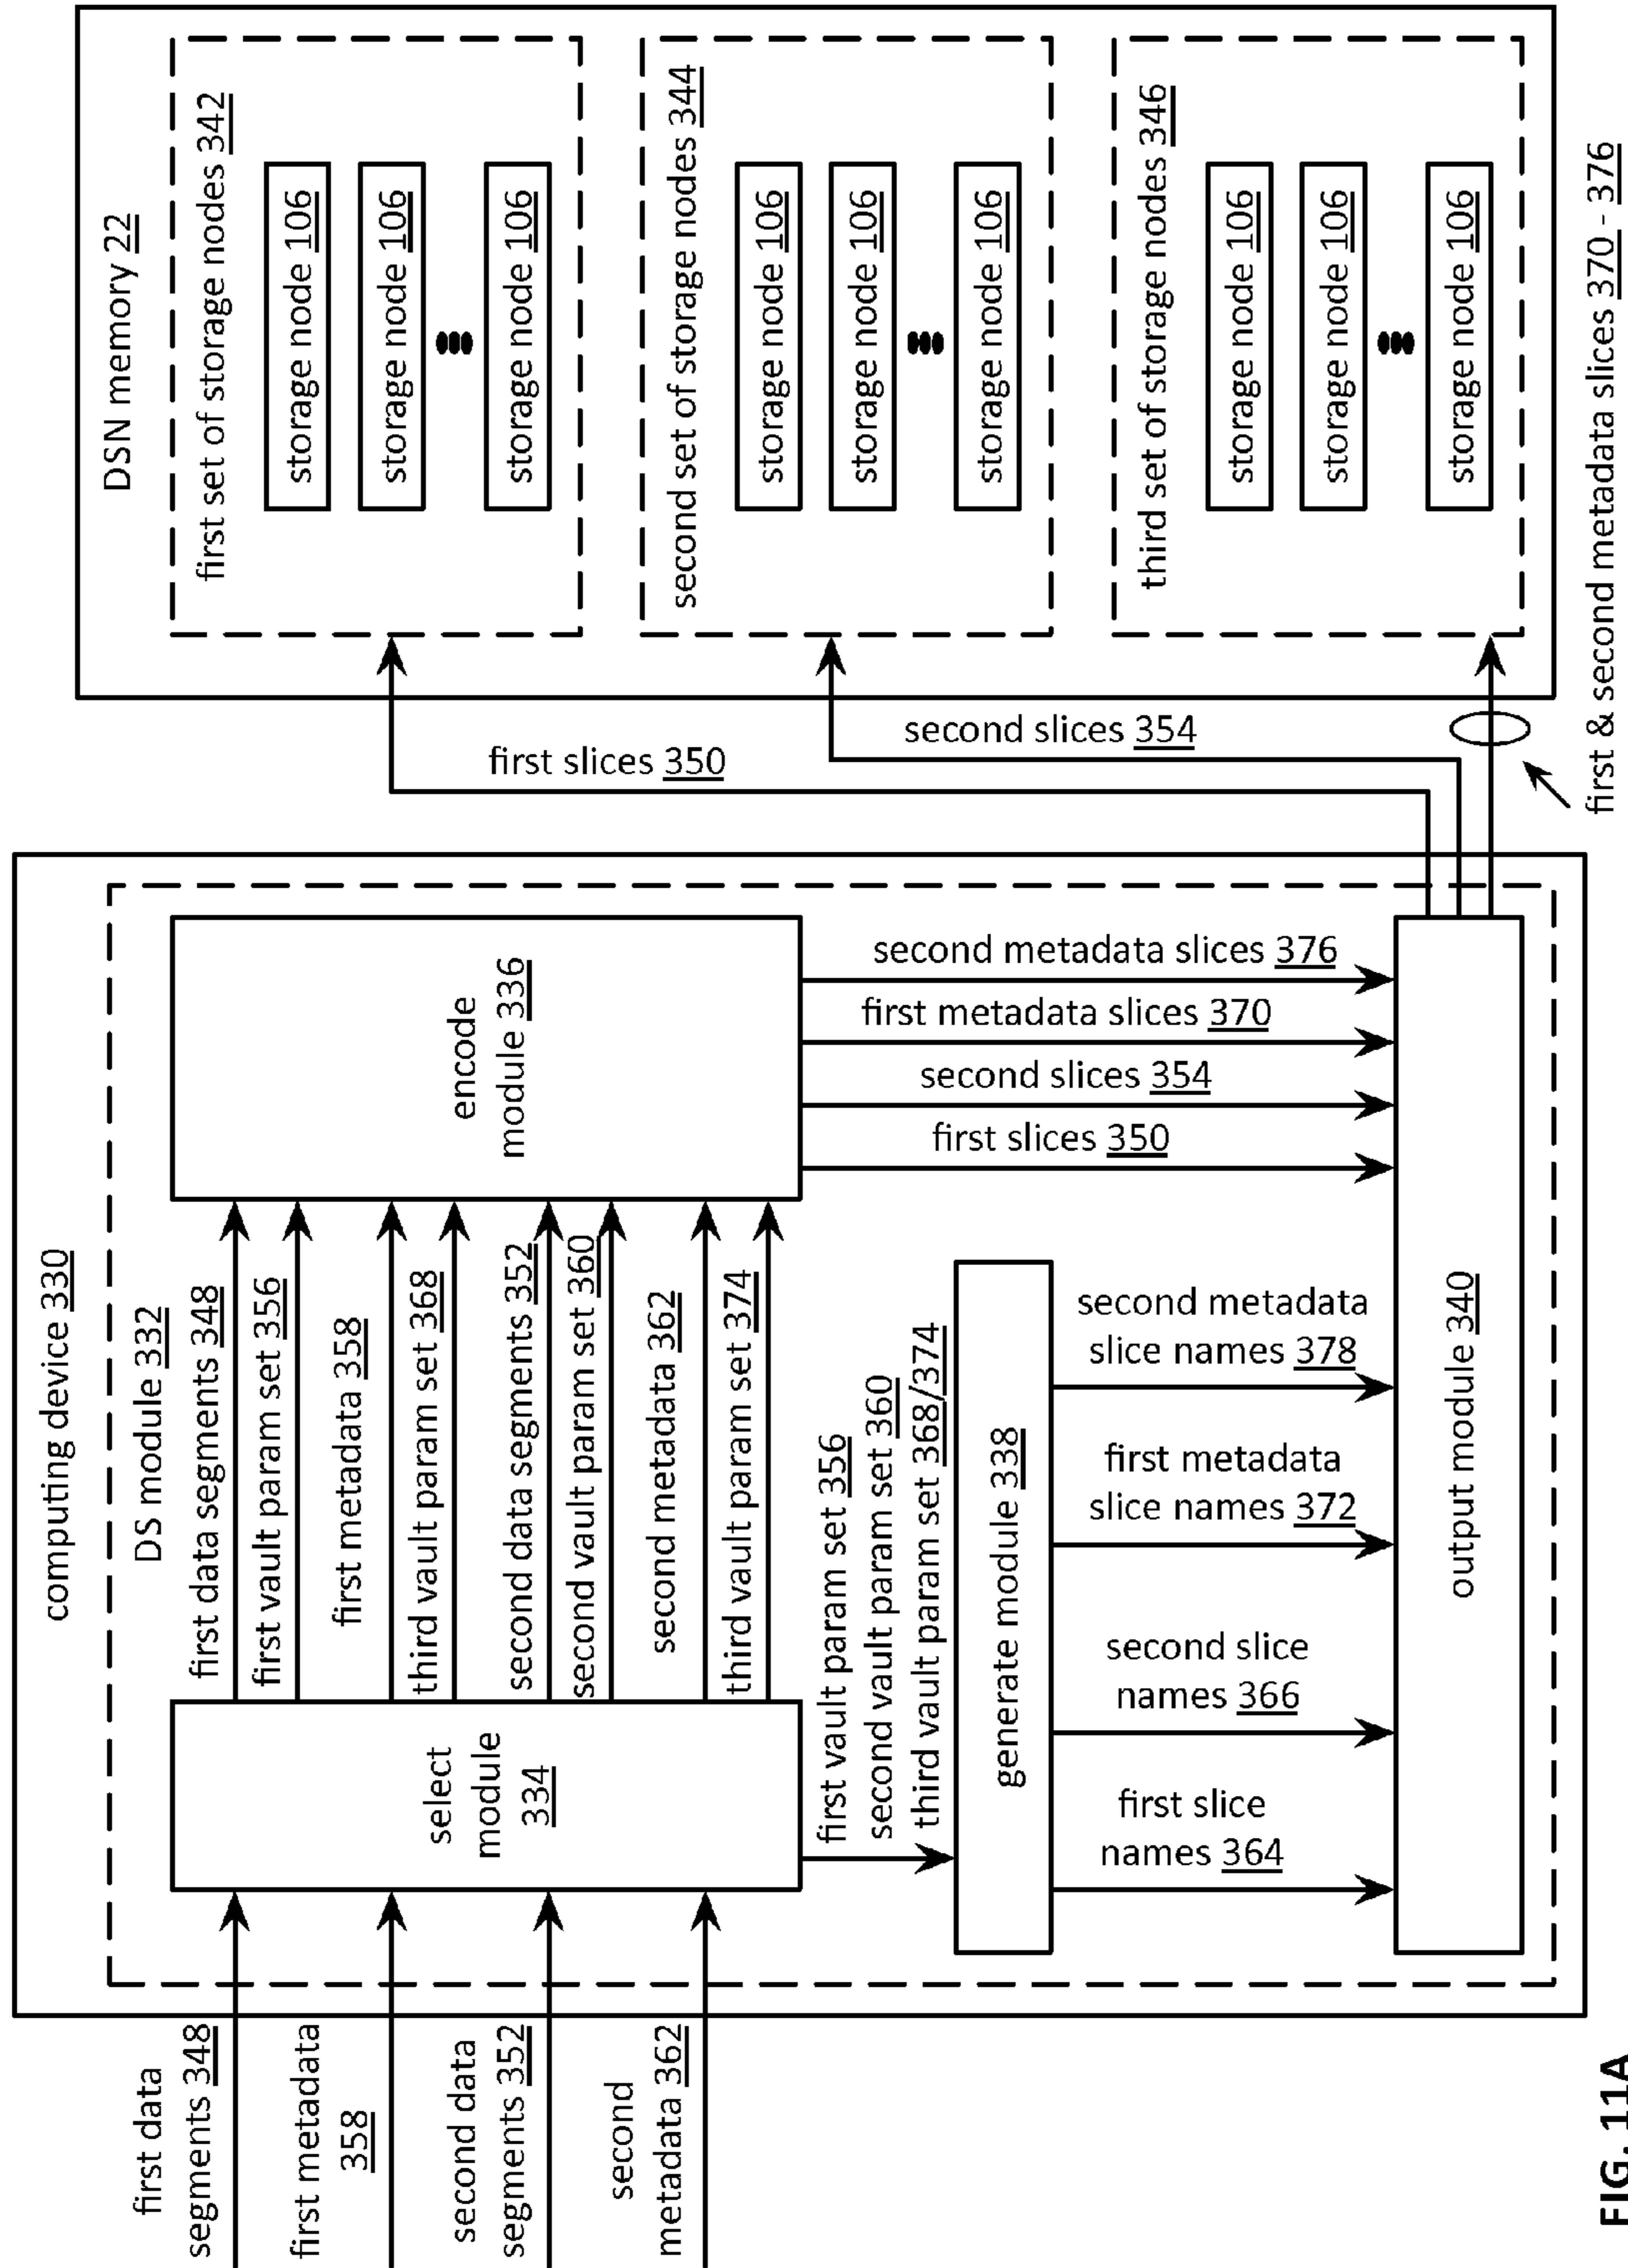 first data
segments 348
first metadata
358
second data
segments 352
second
metadata 362
computing device 330
DS module 332
select
module
334
first data segments 348
first vault param set 356
first metadata 358
third vault param set 368
second data segments 352
second vault param set 360
second metadata 362
third vault param set 374
encode
module 336
first vault param set 356
second vault param set 360
third vault param set 368/374
generate module 338
first slice
names 364
second slice
names 366
first metadata
slice names 372
second metadata
slice names 378
second metadata slices 376
first metadata slices 370
second slices 354
first slices 350
output module 340
first slices 350
second slices 354
first & second metadata slices 370 - 376
DSN memory 22
first set of storage nodes 342
storage node 106
storage node 106
storage node 106
second set of storage nodes 344
storage node 106
storage node 106
storage node 106
third set of storage nodes 346
storage node 106
storage node 106
storage node 106
FIG. 11A